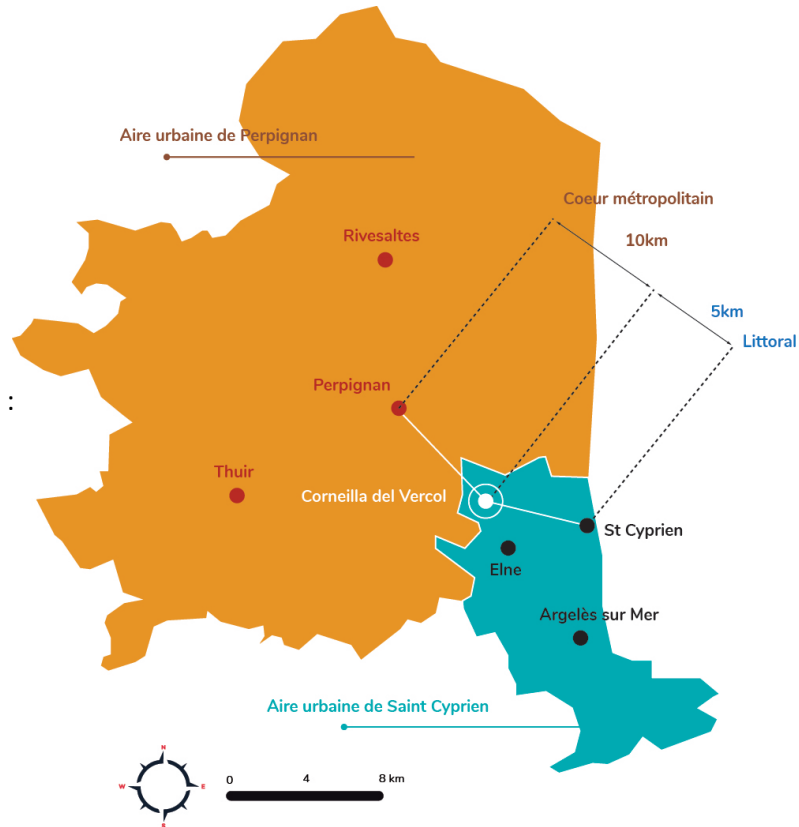 Aire urbaine de Perpignan
Coeur métropolitain
Rivesaltes
10km
5km
Littoral
Perpignan
:
Thuir
Corneilla del Vercol
St Cyprien
Elne
Argelès sur Mer
Aire urbaine de Saint Cyprien
N
W
E
S
0 4 8 km